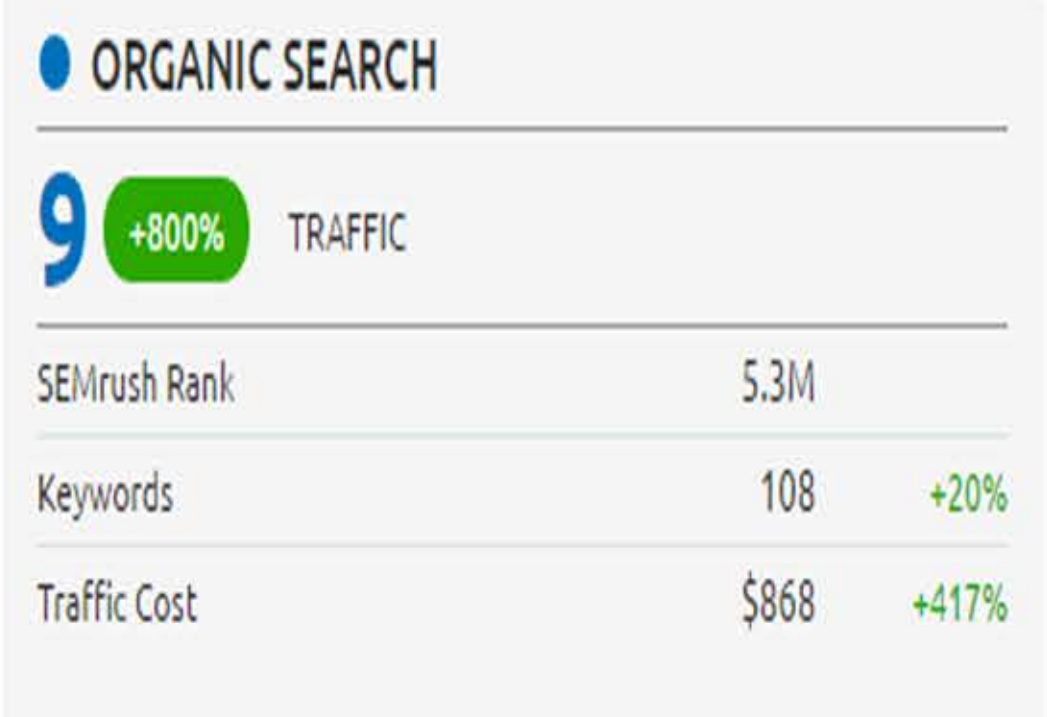 ORGANIC SEARCH
9 +800% TRAFFIC
SEMrush Rank 5.3M
Keywords 108 +20%
Traffic Cost $868 +417%